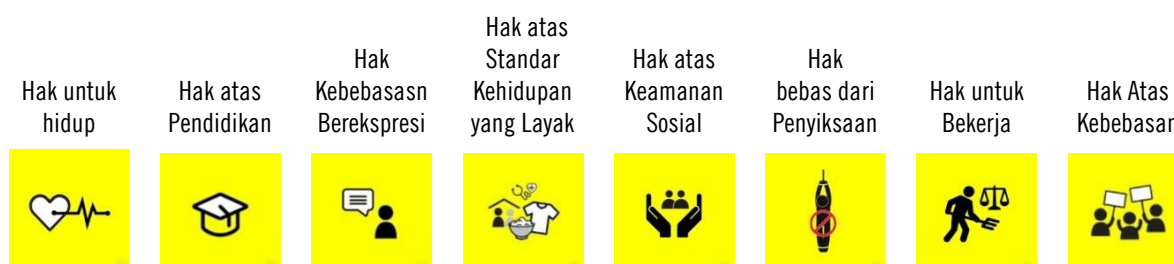 Hak untuk
hidup
Hak atas
Pendidikan
Hak
Kebebasasn
Berekspresi
Hak atas
Standar
Kehidupan
yang Layak
Hak atas
Keamanan
Sosial
Hak
bebas dari
Penyiksaan
Hak untuk
Bekerja
Hak Atas
Kebebasan